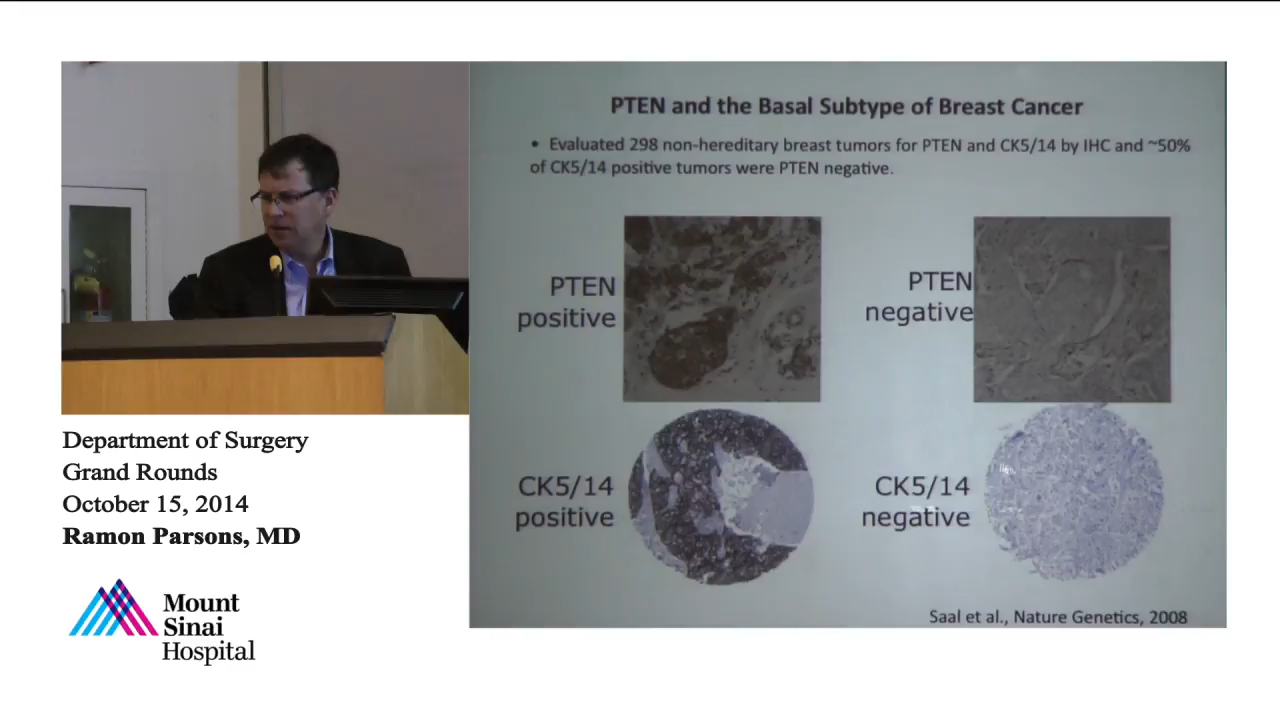 PTEN and the Basal Subtype of Breast Cancer
• Evaluated 298 non-hereditary breast tumors for PTEN and CK5/14 by IHC and ~50%
of CK5/14 positive tumors were PTEN negative.
PTEN
positive
PTEN
negative
CK5/14
positive
CK5/14
negative
Saal et al., Nature Genetics, 2008
Department of Surgery
Grand Rounds
October 15, 2014
Ramon Parsons, MD
Mount
Sinai
Hospital